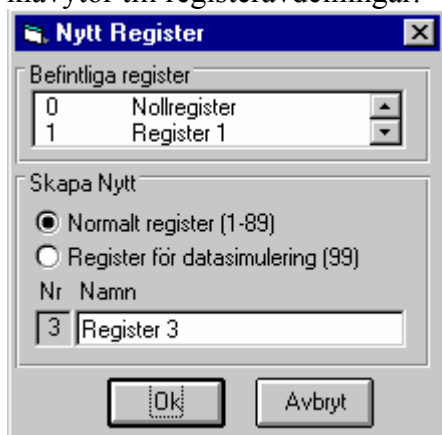 till registeravdelningar.
Nytt Register
Befintliga register
0 Nollregister
1 Register 1
Skapa Nytt
Normalt register (1-89)
Register för datasimulering (99)
Nr Namn
3 Register 3
Ok Avbryt